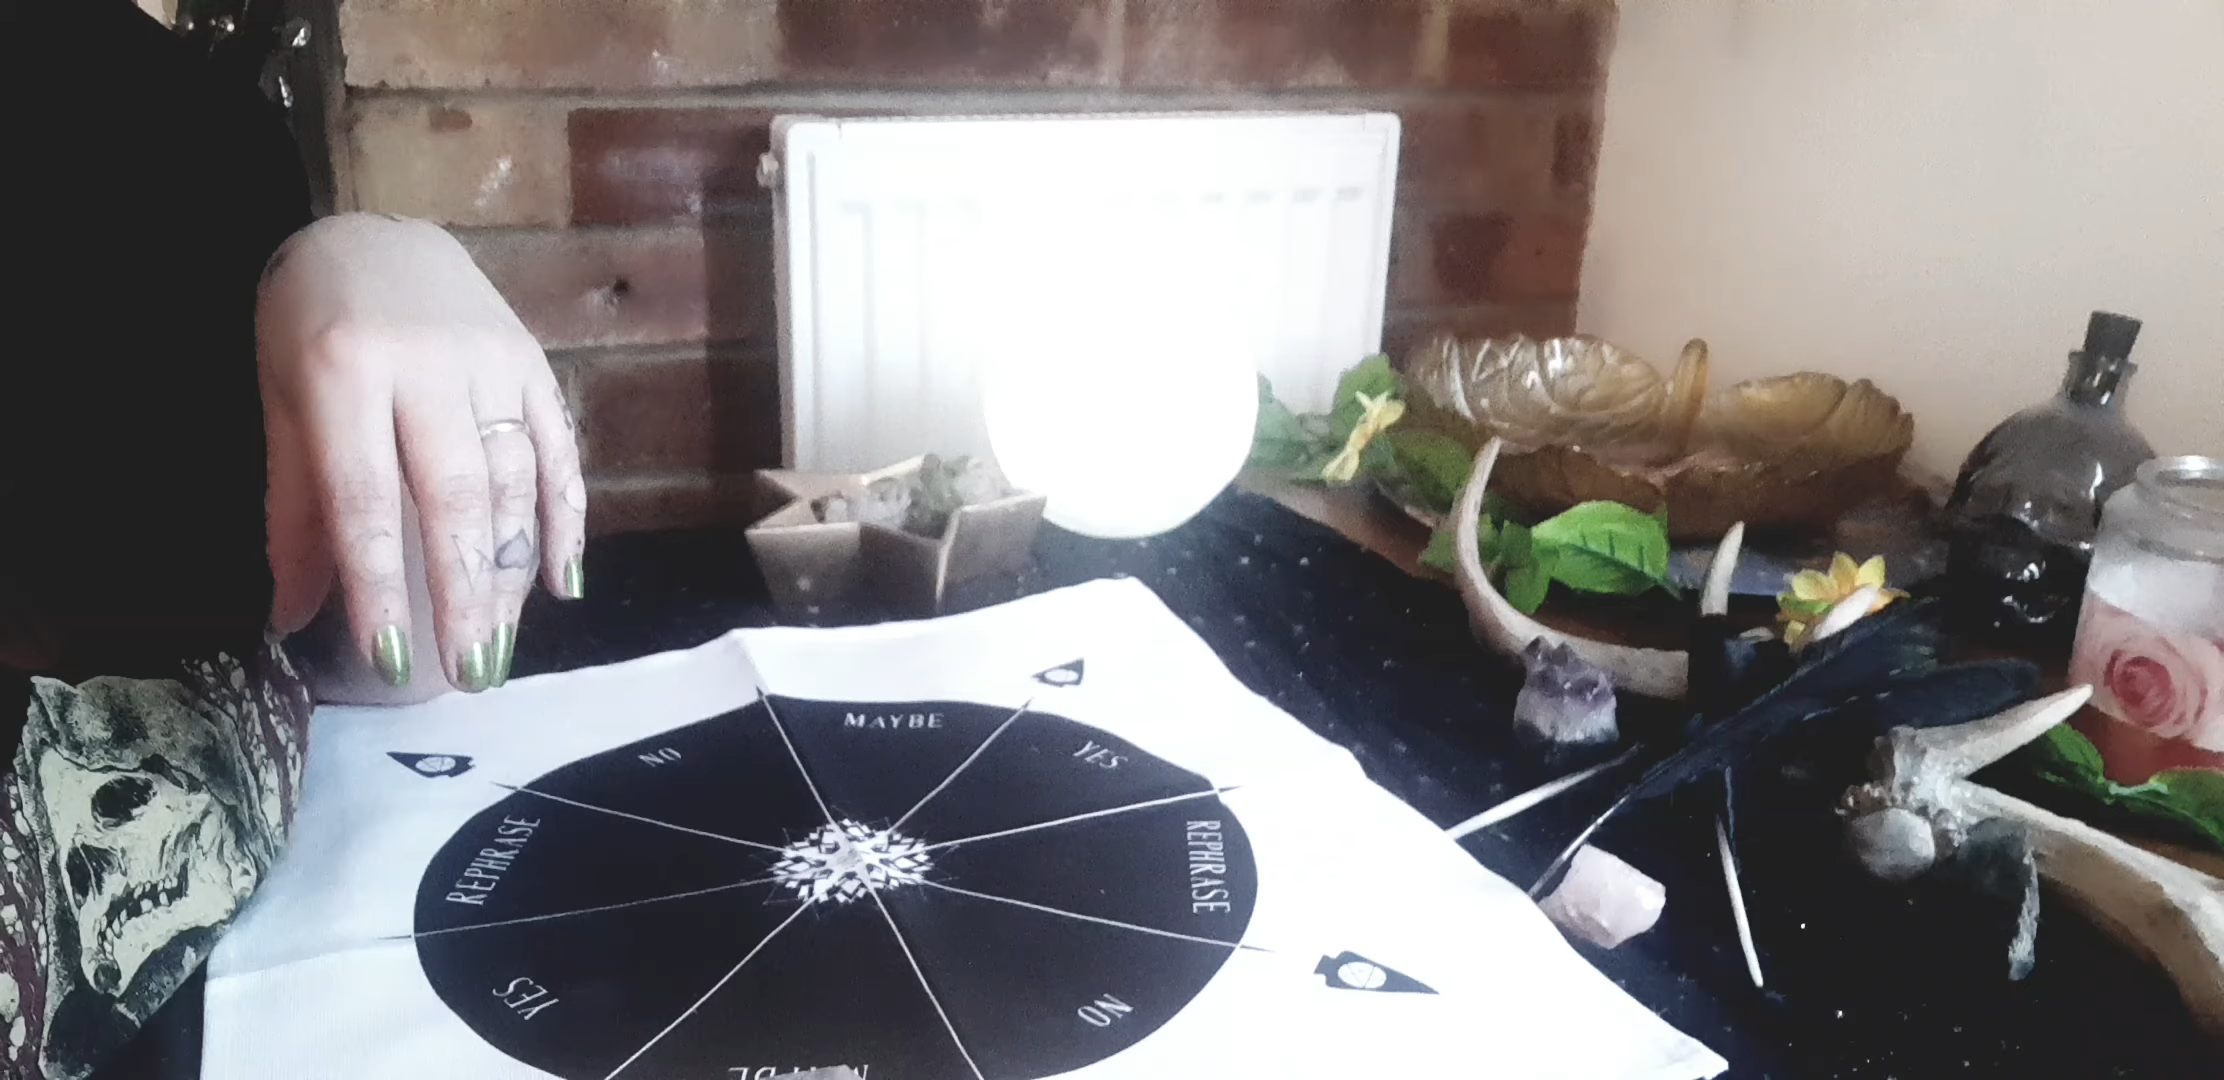 MAYBE
NO
YES
REPHRASE
REPHRASE
YES
NO